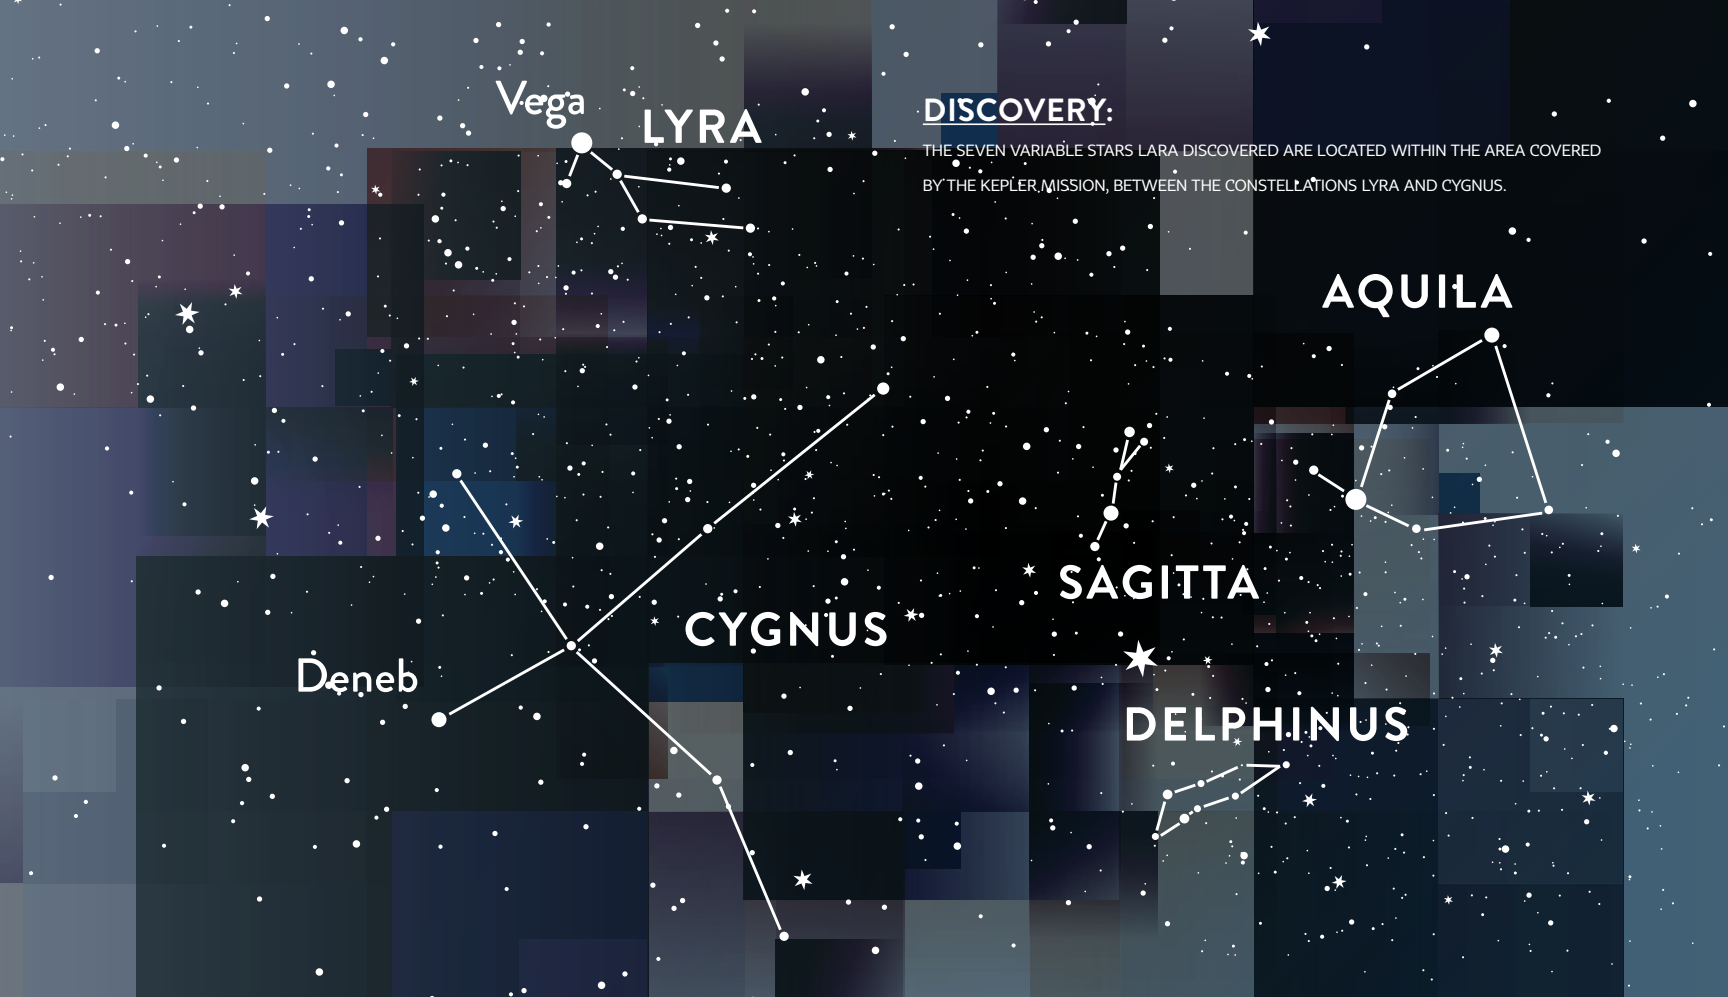 Vega
LYRA
DISCOVERY:
THE SEVEN VARIABLE STARS LARA DISCOVERED ARE LOCATED WITHIN THE AREA COVERED
BY THE KEPLER MISSION, BETWEEN THE CONSTELLATIONS LYRA AND CYGNUS.
AQUILA
SAGITTA
CYGNUS
Deneb
DELPHINUS